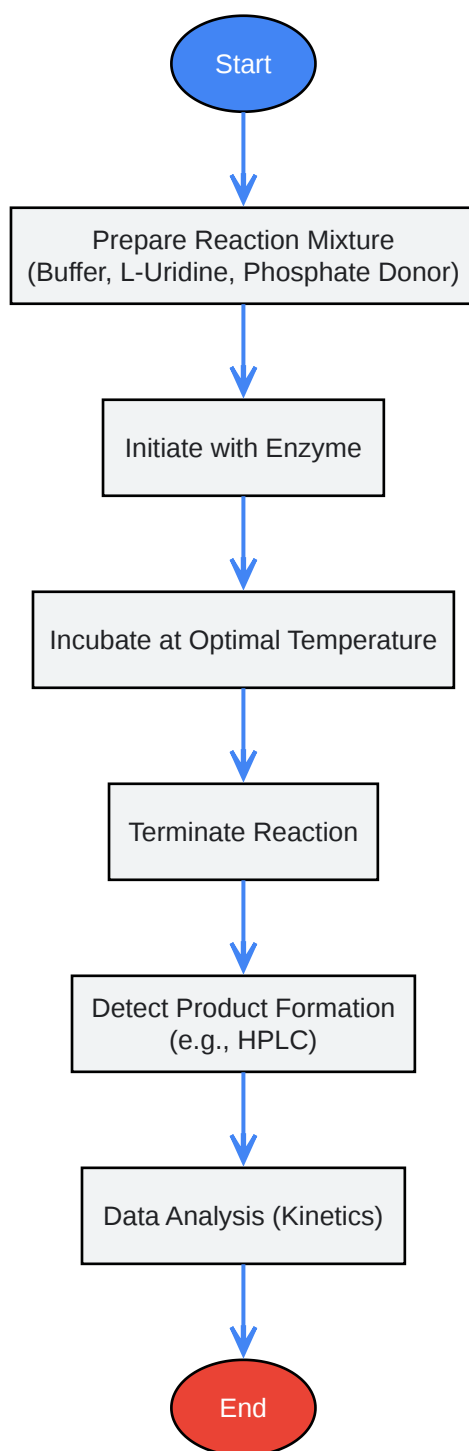 Start
Prepare Reaction Mixture
(Buffer, L-Uridine, Phosphate Donor)
Initiate with Enzyme
Incubate at Optimal Temperature
Terminate Reaction
Detect Product Formation
(e.g., HPLC)
Data Analysis (Kinetics)
End